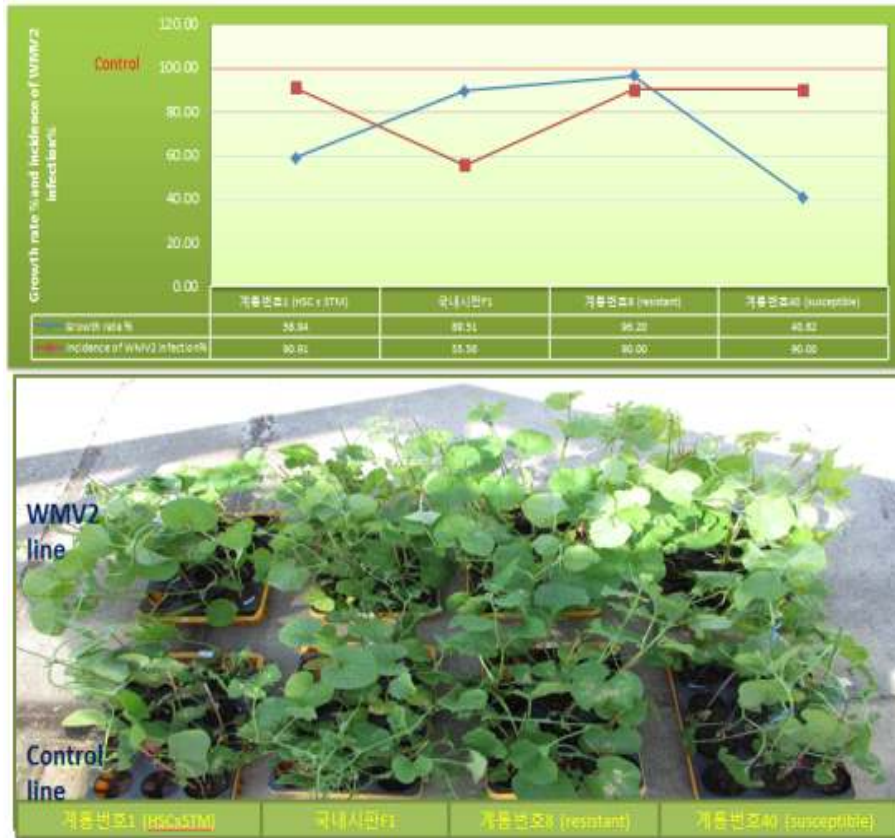 120.00
Control
100.00
80.00
60.00
40.00
20.00
0.00
Growth rate % and incidence of WMV2 infection%
계통번호1 (HSC x STM) 국내시판F1 계통번호8 (resistant) 계통번호40 (susceptible)
Growth rate % 89.51 96.20
Incidence of WMV2 infection% 90.91 55.56 90.00 90.00
WMV2
line
Control
line
계통번호1 (HSCxSTM) 국내시판F1 계통번호8 (resistant) 계통번호40 (susceptible)